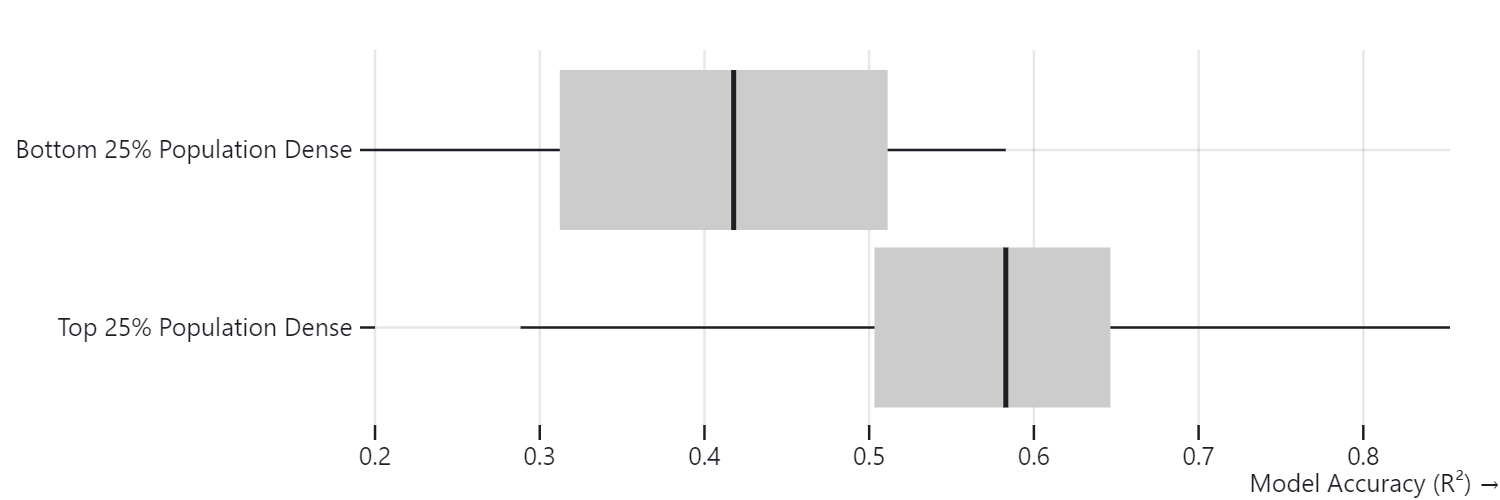 Bottom 25% Population Dense
Top 25% Population Dense
0.2 0.3 0.4 0.5 0.6 0.7 0.8
Model Accuracy (R²) →